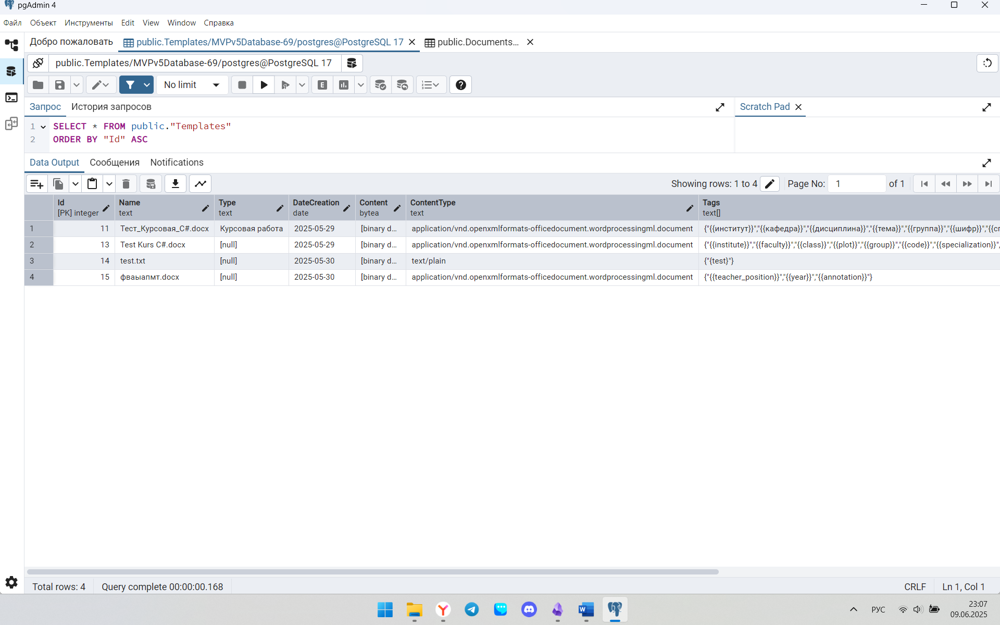 pgAdmin 4
Файл Объект Инструменты Edit View Window Справка
Добро пожаловать public.Templates/MVPv5Database-69/postgres@PostgreSQL 17 public.Documents...
public.Templates/MVPv5Database-69/postgres@PostgreSQL 17
No limit E
Запрос История запросов Scratch Pad
1 SELECT * FROM public."Templates"
2 ORDER BY "Id" ASC
Data Output Сообщения Notifications
Showing rows: 1 to 4 Page No: 1 of 1
Id Name Type DateCreation Content ContentType Tags
[PK] integer text text date bytea text text[]
1 11 Тест_Курсовая_C#.docx Курсовая работа 2025-05-29 [binary d... application/vnd.openxmlformats-officedocument.wordprocessingml.document {"{{институт}}","{{кафедра}}","{{дисциплина}}","{{тема}}","{{группа}}","{{шифр}}","{{сп
2 13 Test Kurs C#.docx [null] 2025-05-29 [binary d... application/vnd.openxmlformats-officedocument.wordprocessingml.document {"{{institute}}","{{faculty}}","{{class}}","{{plot}}","{{group}}","{{code}}","{{specialization}}",
3 14 test.txt [null] 2025-05-30 [binary d... text/plain {"{test}"}
4 15 фваыапмт.docx [null] 2025-05-30 [binary d... application/vnd.openxmlformats-officedocument.wordprocessingml.document {"{{teacher_position}}","{{year}}","{{annotation}}"}
Total rows: 4 Query complete 00:00:00.168 CRLF Ln 1, Col 1
РУС 23:07
09.06.2025